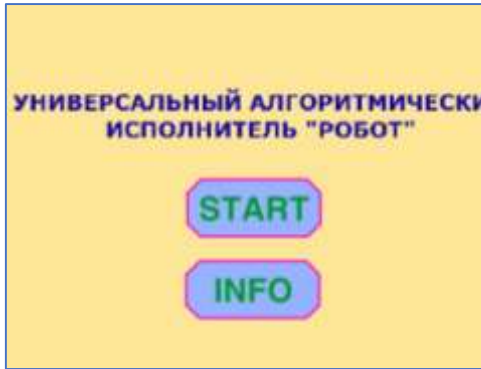 УНИВЕРСАЛЬНЫЙ АЛГОРИТМИЧЕСКИ
ИСПОЛНИТЕЛЬ "РОБОТ"
START
INFO